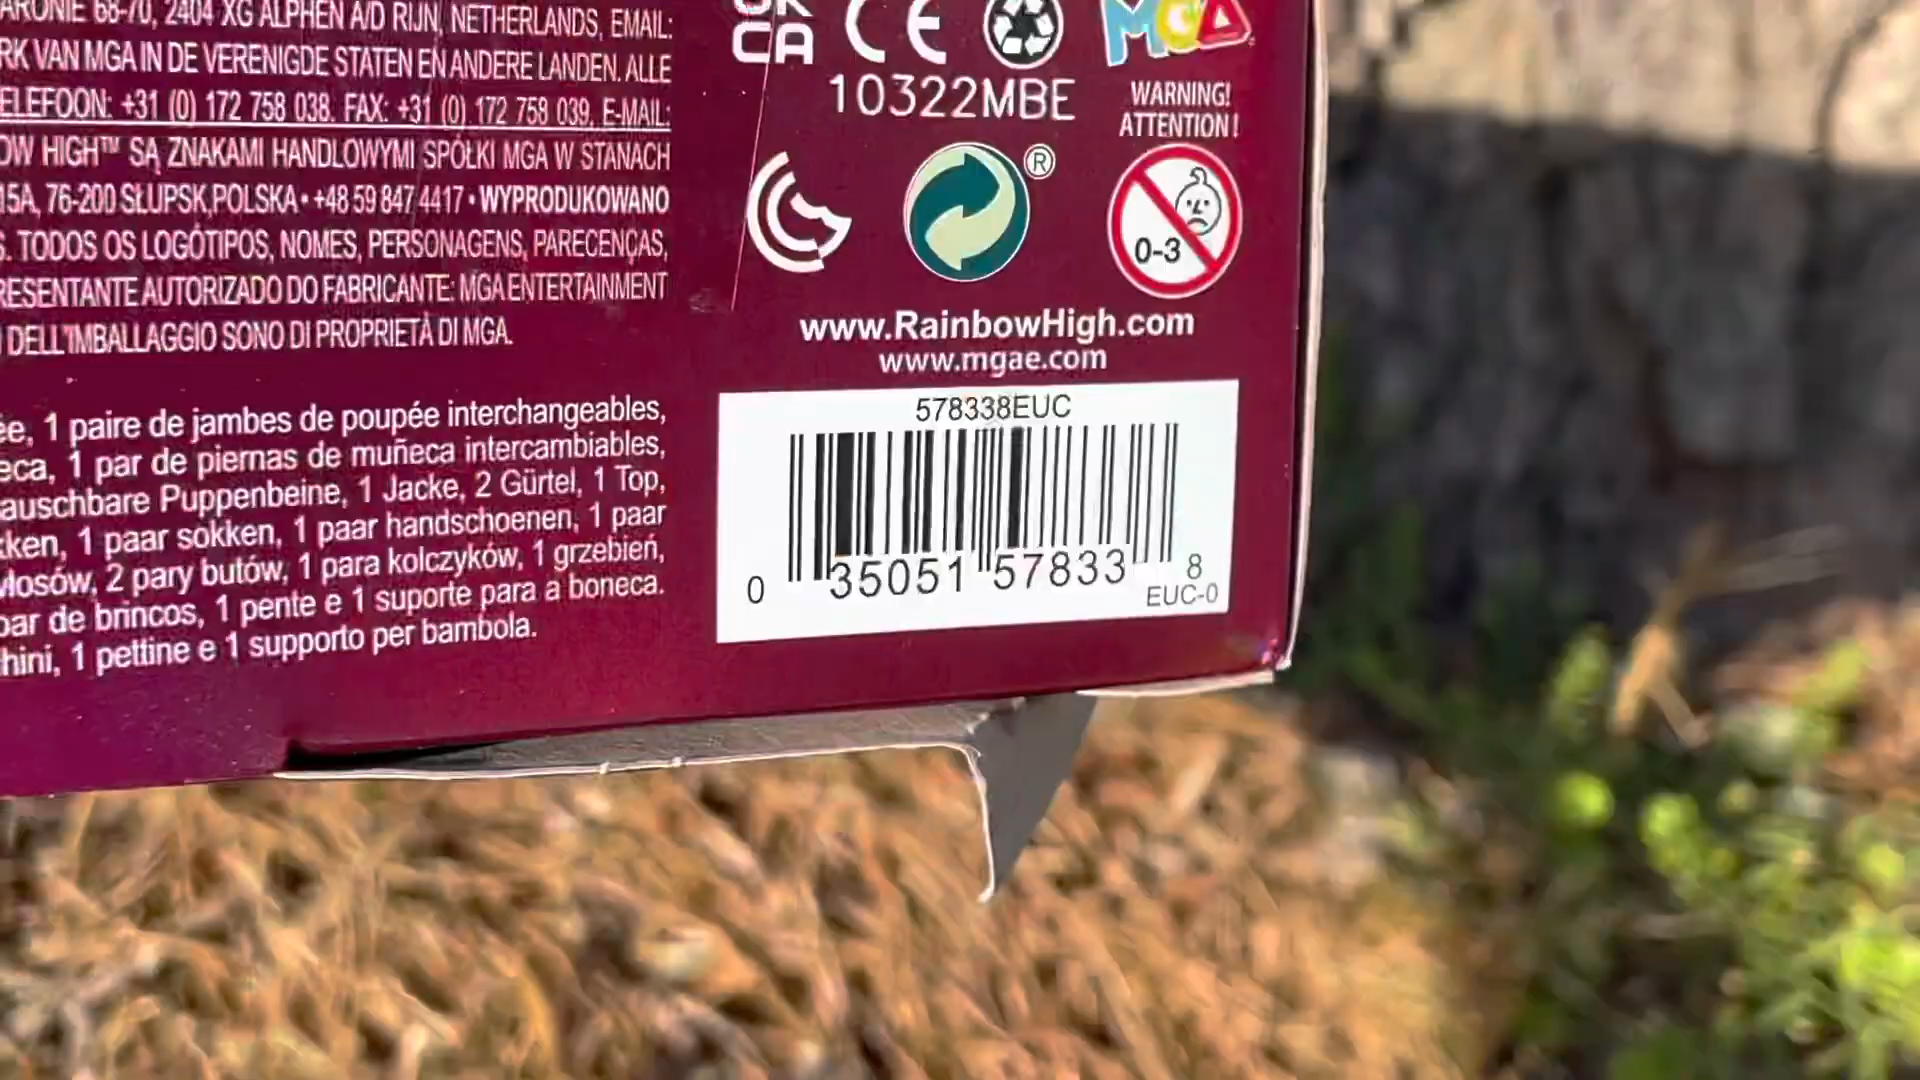 ARONIE 68-70, 2404 XG ALPHEN A/D RIJN, NETHERLANDS, EMAIL:
RK VAN MGA IN DE VERENIGDE STATEN EN ANDERE LANDEN. ALLE
ELEFOON: +31 (0) 172 758 038. FAX: +31 (0) 172 758 039. E-MAIL:
OW HIGH™ SĄ ZNAKAMI HANDLOWYMI SPÓŁKI MGA W STANACH
15A, 76-200 SŁUPSK,POLSKA • +48 59 847 4417 • WYPRODUKOWANO
S. TODOS OS LOGÓTIPOS, NOMES, PERSONAGENS, PARECENÇAS,
RESENTANTE AUTORIZADO DO FABRICANTE: MGA ENTERTAINMENT
DELL'IMBALLAGGIO SONO DI PROPRIETÀ DI MGA.
ée, 1 paire de jambes de poupée interchangeables,
eca, 1 par de piernas de muñeca intercambiables,
auschbare Puppenbeine, 1 Jacke, 2 Gürtel, 1 Top,
ken, 1 paar sokken, 1 paar handschoenen, 1 paar
włosów, 2 pary butów, 1 para kolczyków, 1 grzebień,
par de brincos, 1 pente e 1 suporte para a boneca.
hini, 1 pettine e 1 supporto per bambola.
UK
CA CE MGA
10322MBE
WARNING!
ATTENTION !
®
0-3
www.RainbowHigh.com
www.mgae.com
578338EUC
0 35051 57833 8
EUC-0